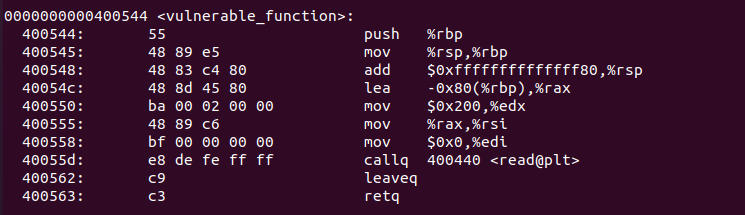 0000000000400544 <vulnerable_function>:
  400544:	55                   	push   %rbp
  400545:	48 89 e5             	mov    %rsp,%rbp
  400548:	48 83 c4 80          	add    $0xffffffffffffff80,%rsp
  40054c:	48 8d 45 80          	lea    -0x80(%rbp),%rax
  400550:	ba 00 02 00 00       	mov    $0x200,%edx
  400555:	48 89 c6             	mov    %rax,%rsi
  400558:	bf 00 00 00 00       	mov    $0x0,%edi
  40055d:	e8 de fe ff ff       	callq  400440 <read@plt>
  400562:	c9                   	leaveq
  400563:	c3                   	retq